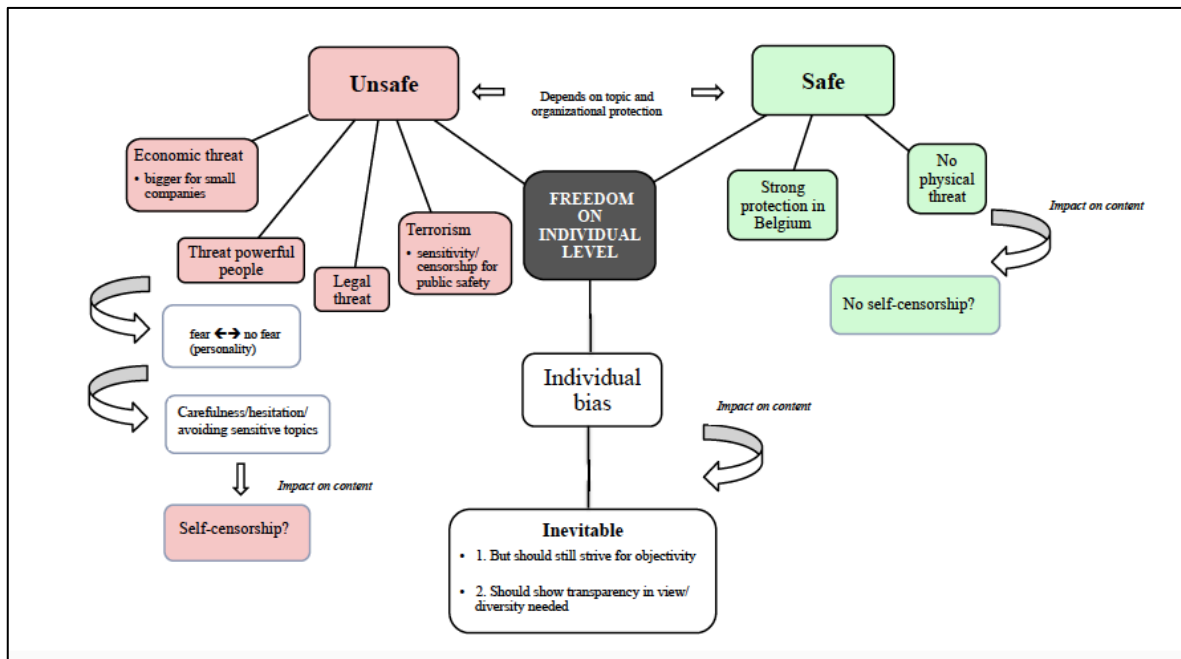 Unsafe
Depends on topic and
organizational protection
Safe
Economic threat
• bigger for small
companies
Threat powerful
people
Legal
threat
Terrorism
• sensitivity/
censorship for
public safety
FREEDOM
ON
INDIVIDUAL
LEVEL
Strong
protection in
Belgium
No
physical
threat
Impact on content
No self-censorship?
fear ←→ no fear
(personality)
Carefulness/hesitation/
avoiding sensitive topics
Impact on content
Self-censorship?
Individual
bias
Impact on content
Inevitable
• 1. But should still strive for objectivity
• 2. Should show transparency in view/
diversity needed